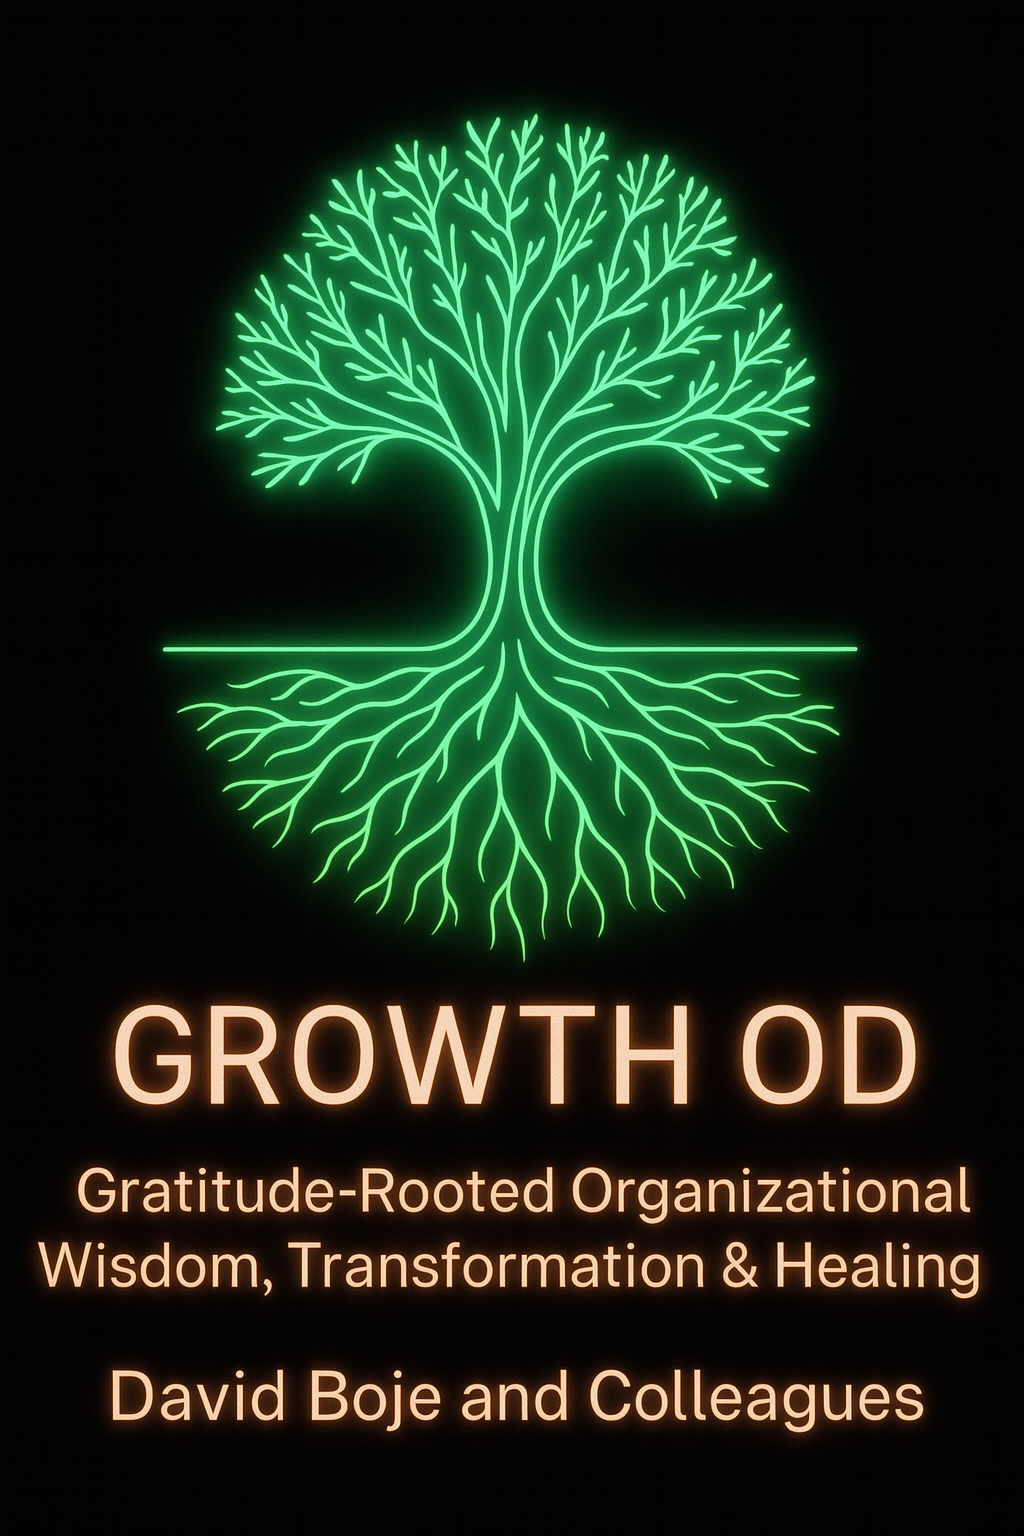 GROWTH OD
Gratitude-Rooted Organizational
Wisdom, Transformation & Healing
David Boje and Colleagues